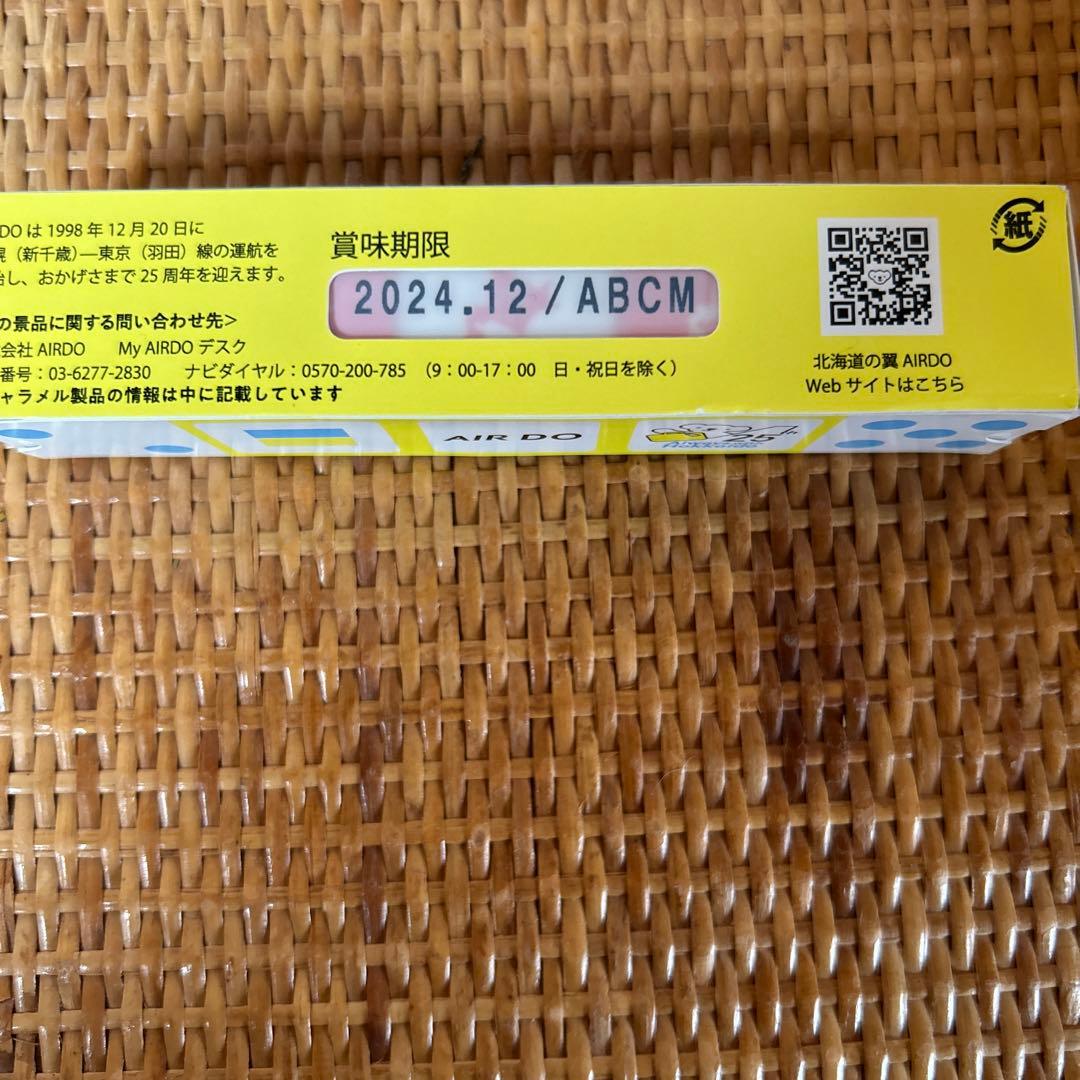 DO は 1998 年 12 月 20 日に
幌（新千歳）―東京（羽田）線の運航を
始し、おかげさまで 25 周年を迎えます。
の景品に関する問い合わせ先＞
会社 AIRDO My AIRDO デスク
番号：03-6277-2830 ナビダイヤル：0570-200-785 （9：00-17：00 日・祝日を除く）
ャラメル製品の情報は中に記載しています
賞味期限
2024.12/ABCM
紙
北海道の翼 AIRDO
Web サイトはこちら
AIR DO
25